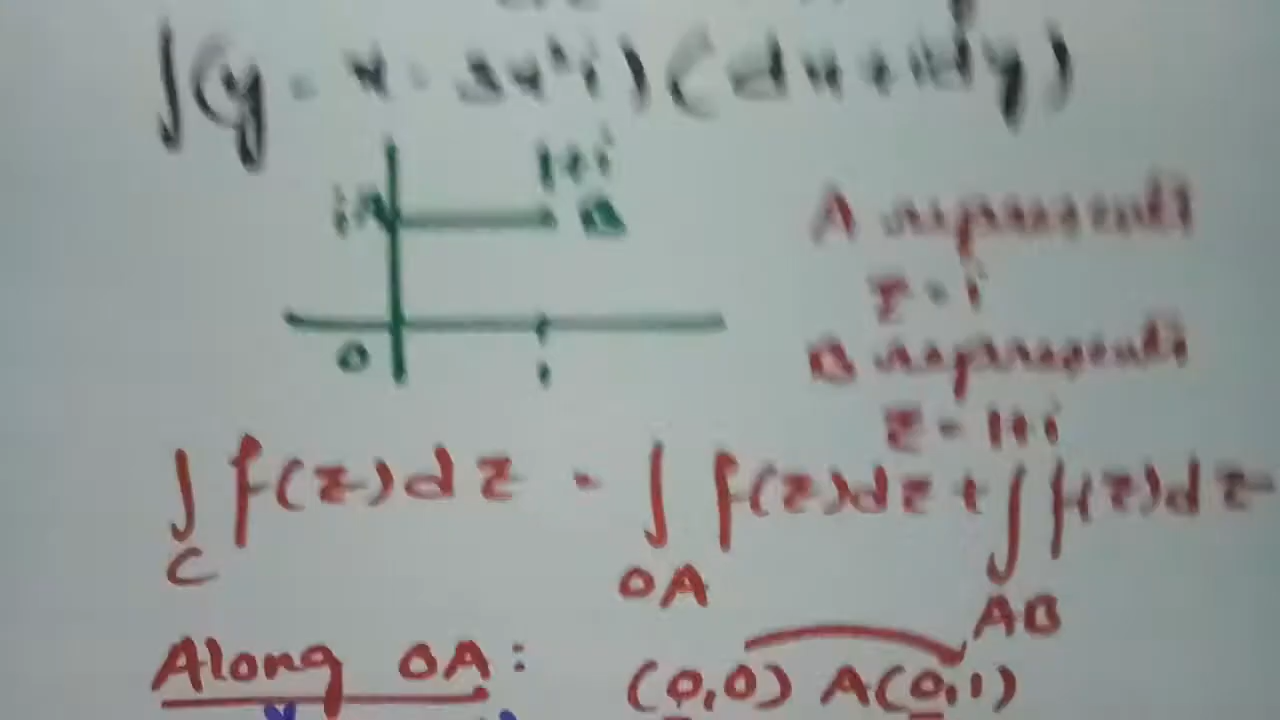 ∫(y - x - 3x²i)(dx+idy)
1+i
iA B
A represents
z = i
B represents
z = 1+i
O 1
∫f(z)dz = ∫f(z)dz + ∫f(z)dz
C OA AB
Along OA: (0,0) A(0,1)